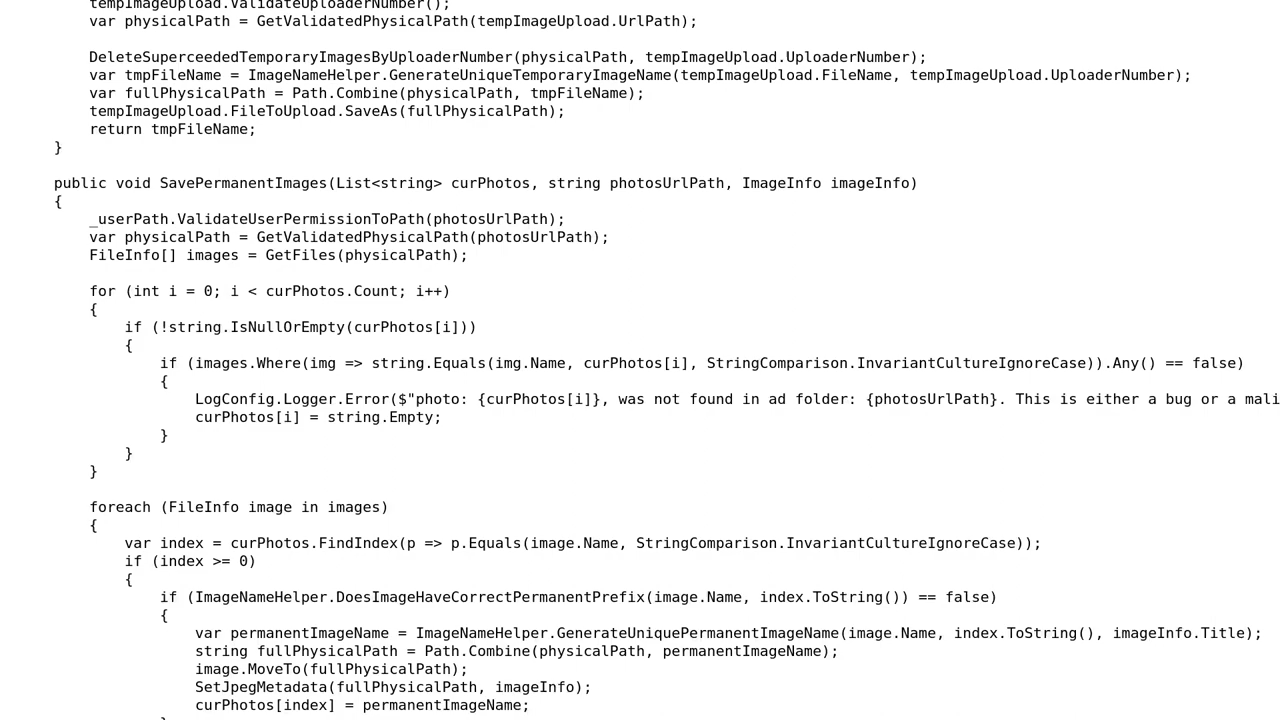 tempImageUpload.ValidateUploaderNumber();
var physicalPath = GetValidatedPhysicalPath(tempImageUpload.UrlPath);
DeleteSuperceededTemporaryImagesByUploaderNumber(physicalPath, tempImageUpload.UploaderNumber);
var tmpFileName = ImageNameHelper.GenerateUniqueTemporaryImageName(tempImageUpload.FileName, tempImageUpload.UploaderNumber);
var fullPhysicalPath = Path.Combine(physicalPath, tmpFileName);
tempImageUpload.FileToUpload.SaveAs(fullPhysicalPath);
return tmpFileName;
}
public void SavePermanentImages(List<string> curPhotos, string photosUrlPath, ImageInfo imageInfo)
{
_userPath.ValidateUserPermissionToPath(photosUrlPath);
var physicalPath = GetValidatedPhysicalPath(photosUrlPath);
FileInfo[] images = GetFiles(physicalPath);
for (int i = 0; i < curPhotos.Count; i++)
{
if (!string.IsNullOrEmpty(curPhotos[i]))
{
if (images.Where(img => string.Equals(img.Name, curPhotos[i], StringComparison.InvariantCultureIgnoreCase)).Any() == false)
{
LogConfig.Logger.Error($"photo: {curPhotos[i]}, was not found in ad folder: {photosUrlPath}. This is either a bug or a mali
curPhotos[i] = string.Empty;
}
}
}
foreach (FileInfo image in images)
{
var index = curPhotos.FindIndex(p => p.Equals(image.Name, StringComparison.InvariantCultureIgnoreCase));
if (index >= 0)
{
if (ImageNameHelper.DoesImageHaveCorrectPermanentPrefix(image.Name, index.ToString()) == false)
{
var permanentImageName = ImageNameHelper.GenerateUniquePermanentImageName(image.Name, index.ToString(), imageInfo.Title);
string fullPhysicalPath = Path.Combine(physicalPath, permanentImageName);
image.MoveTo(fullPhysicalPath);
SetJpegMetadata(fullPhysicalPath, imageInfo);
curPhotos[index] = permanentImageName;
}